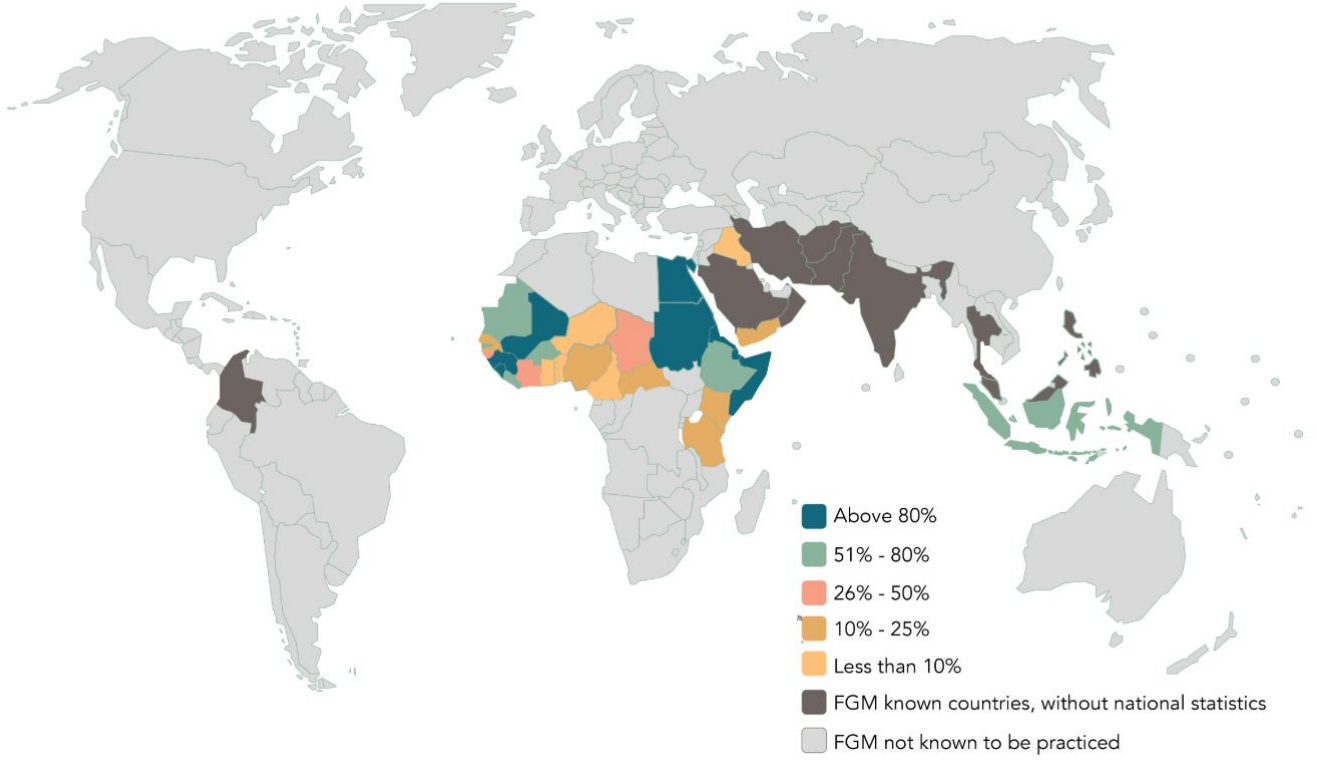 Above 80%
51% - 80%
26% - 50%
10% - 25%
Less than 10%
FGM known countries, without national statistics
FGM not known to be practiced